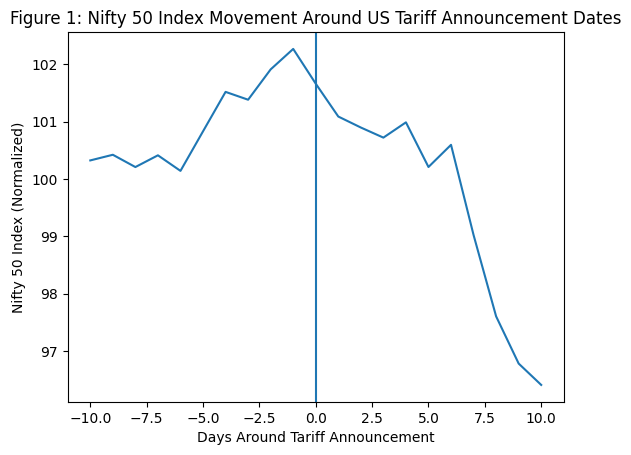 Figure 1: Nifty 50 Index Movement Around US Tariff Announcement Dates
102
101
100
99
98
97
Nifty 50 Index (Normalized)
−10.0 −7.5 −5.0 −2.5 0.0 2.5 5.0 7.5 10.0
Days Around Tariff Announcement